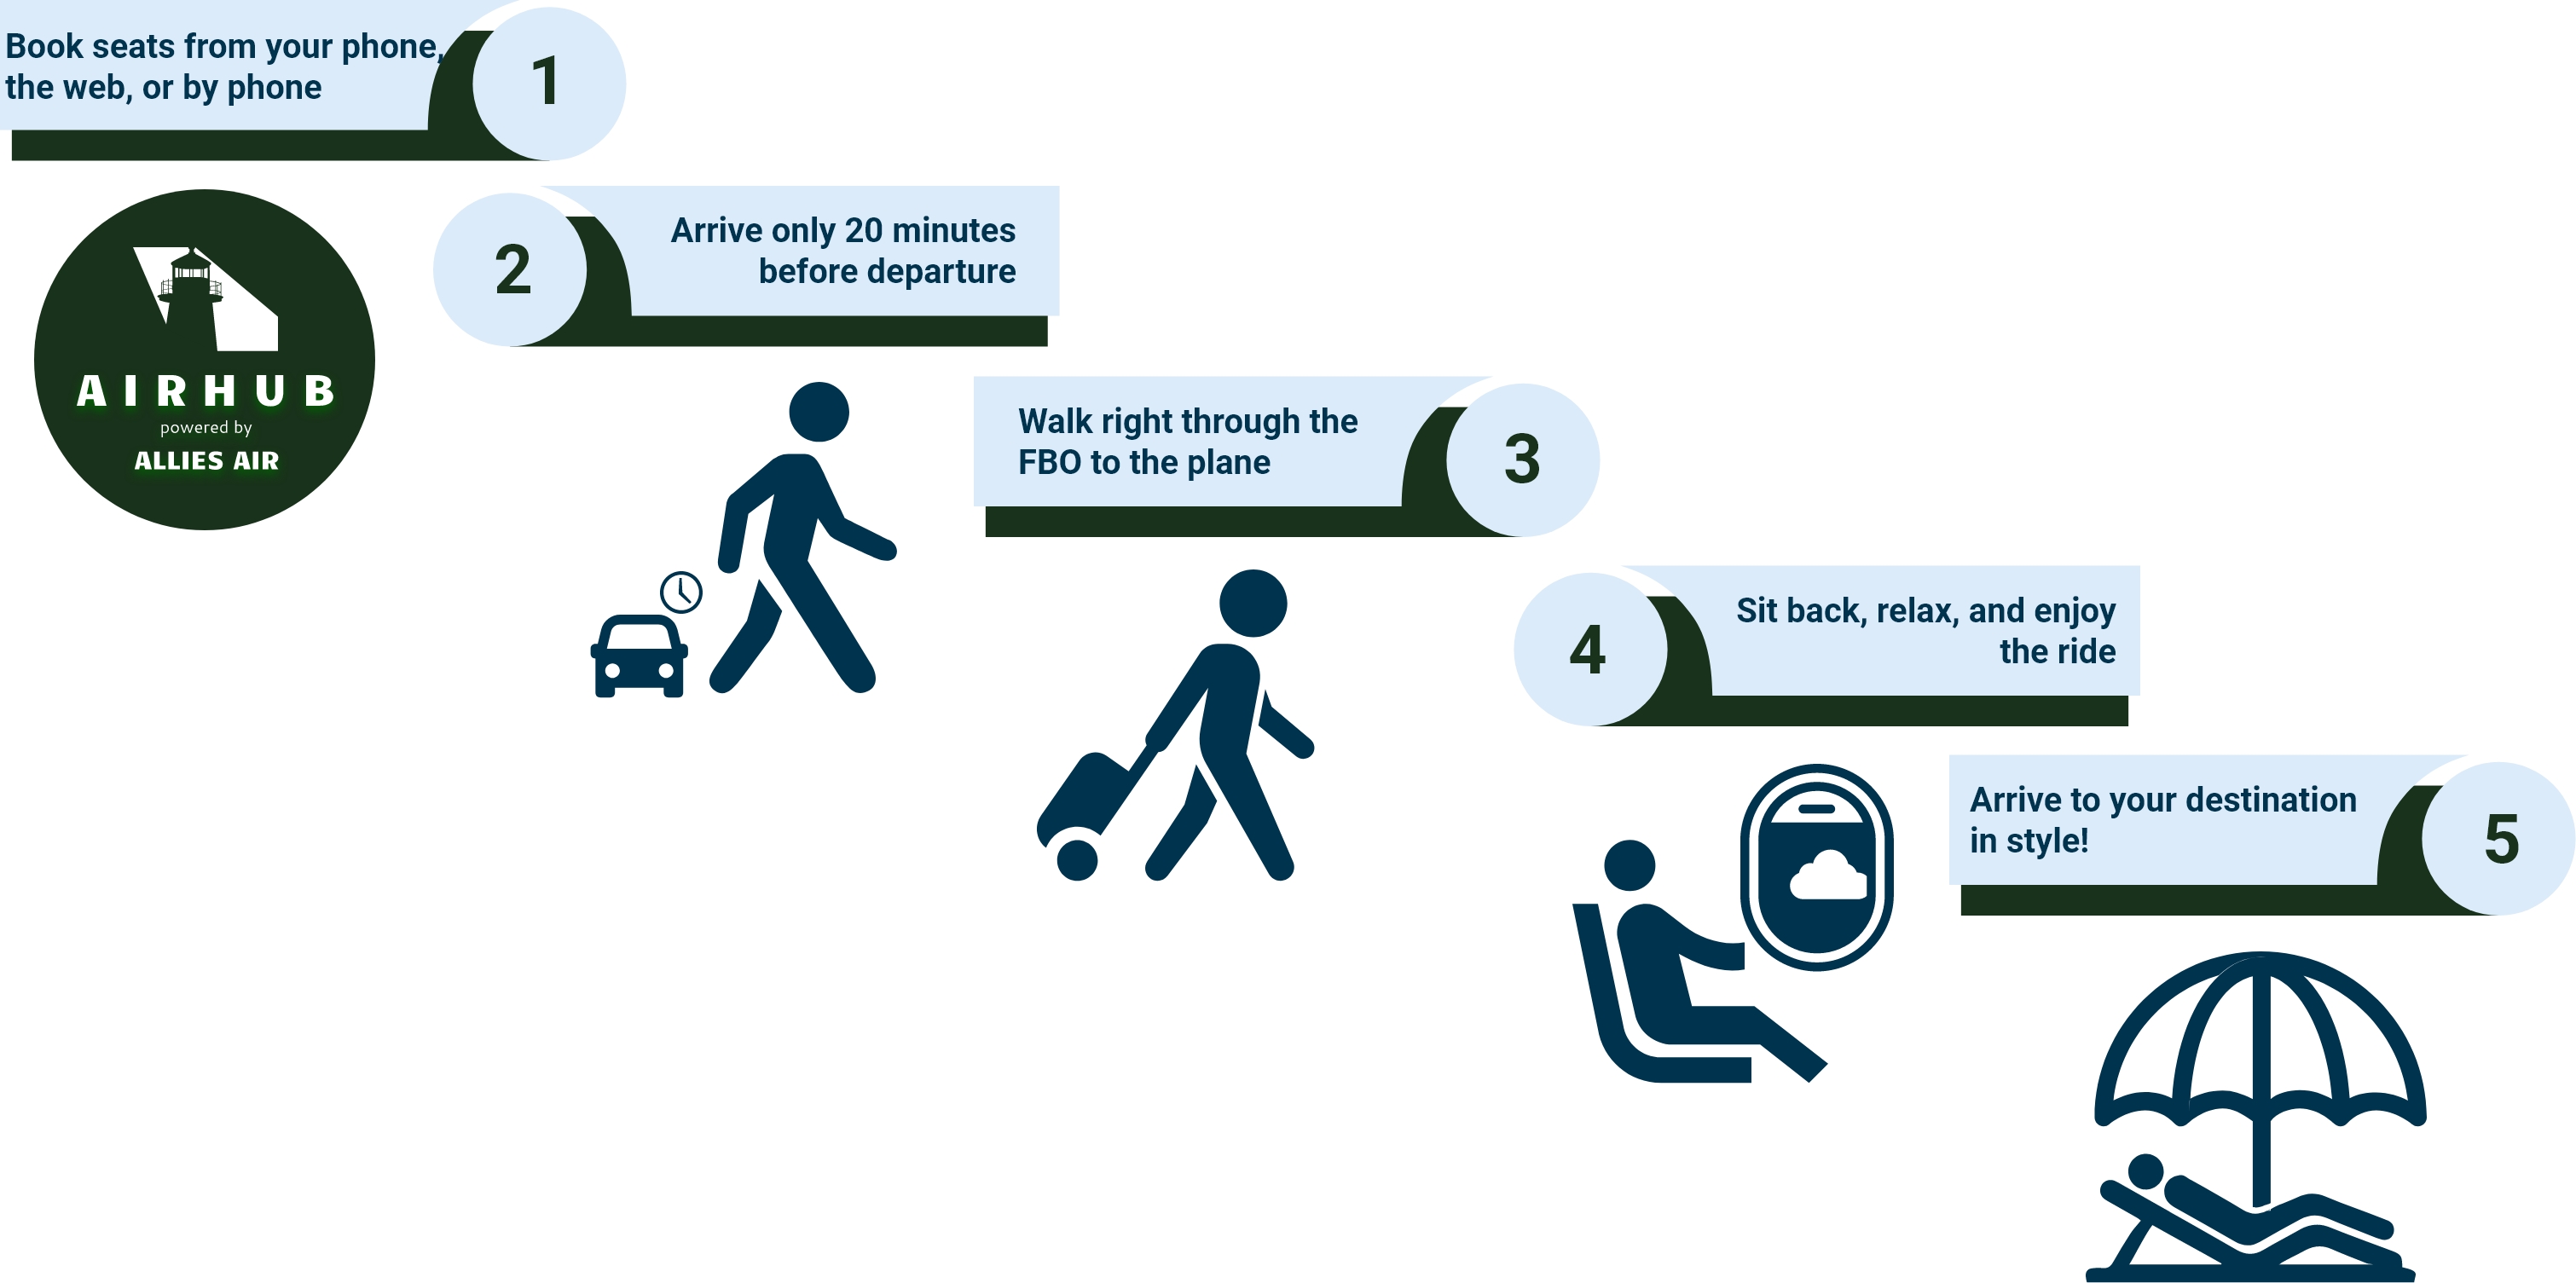 Book seats from your phone,
the web, or by phone
1
AIRHUB
powered by
ALLIES AIR
2
Arrive only 20 minutes
before departure
Walk right through the
FBO to the plane
3
4
Sit back, relax, and enjoy
the ride
Arrive to your destination
in style!
5